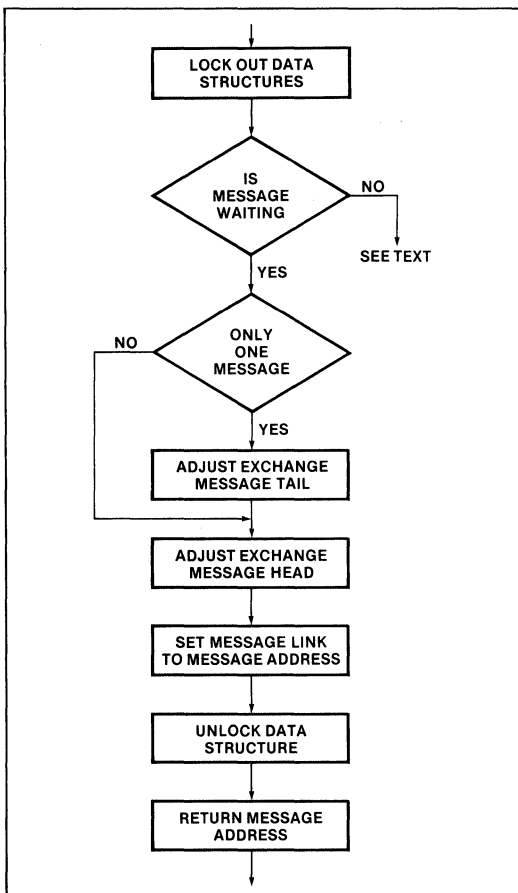 LOCK OUT DATA
STRUCTURES
IS
MESSAGE
WAITING
NO
SEE TEXT
YES
ONLY
ONE
MESSAGE
NO
YES
ADJUST EXCHANGE
MESSAGE TAIL
ADJUST EXCHANGE
MESSAGE HEAD
SET MESSAGE LINK
TO MESSAGE ADDRESS
UNLOCK DATA
STRUCTURE
RETURN MESSAGE
ADDRESS